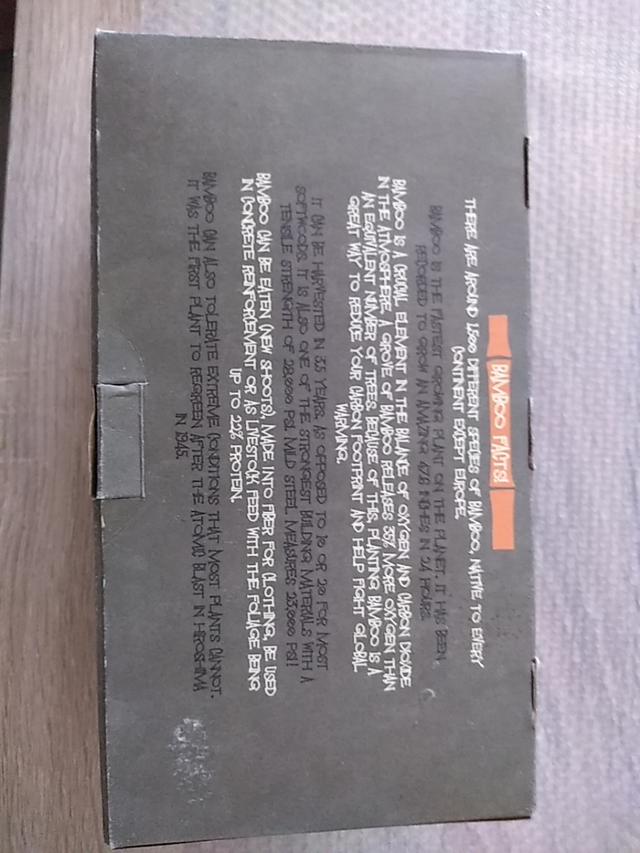 BAMBOO FACTS!
THERE ARE AROUND 1,500 DIFFERENT SPECIES OF BAMBOO, NATIVE TO EVERY
CONTINENT EXCEPT EUROPE.
BAMBOO IS THE FASTEST GROWING PLANT ON THE PLANET. IT HAS BEEN
RECORDED TO GROW AN AMAZING 47.6 INCHES IN 24 HOURS.
BAMBOO IS A CRUCIAL ELEMENT IN THE BALANCE OF OXYGEN AND CARBON DIOXIDE
IN THE ATMOSPHERE. A GROVE OF BAMBOO RELEASES 35% MORE OXYGEN THAN
AN EQUIVALENT NUMBER OF TREES. BECAUSE OF THIS, PLANTING BAMBOO IS A
GREAT WAY TO REDUCE YOUR CARBON FOOTPRINT AND HELP FIGHT GLOBAL
WARMING.
IT CAN BE HARVESTED IN 3.5 YEARS, AS OPPOSED TO 10 OR 20 FOR MOST
SOFTWOODS. IT IS ALSO ONE OF THE STRONGEST BUILDING MATERIALS WITH A
TENSILE STRENGTH OF 28,000 PSI. MILD STEEL MEASURES 23,000 PSI!
BAMBOO CAN BE EATEN (NEW SHOOTS), MADE INTO FIBER FOR CLOTHING, BE USED
IN CONCRETE REINFORCEMENT OR AS LIVESTOCK FEED WITH THE FOLIAGE BEING
UP TO 22% PROTEIN.
BAMBOO CAN ALSO TOLERATE EXTREME CONDITIONS THAT MOST PLANTS CANNOT.
IT WAS THE FIRST PLANT TO REGREEN AFTER THE ATOMIC BLAST IN HIROSHIMA
IN 1945.